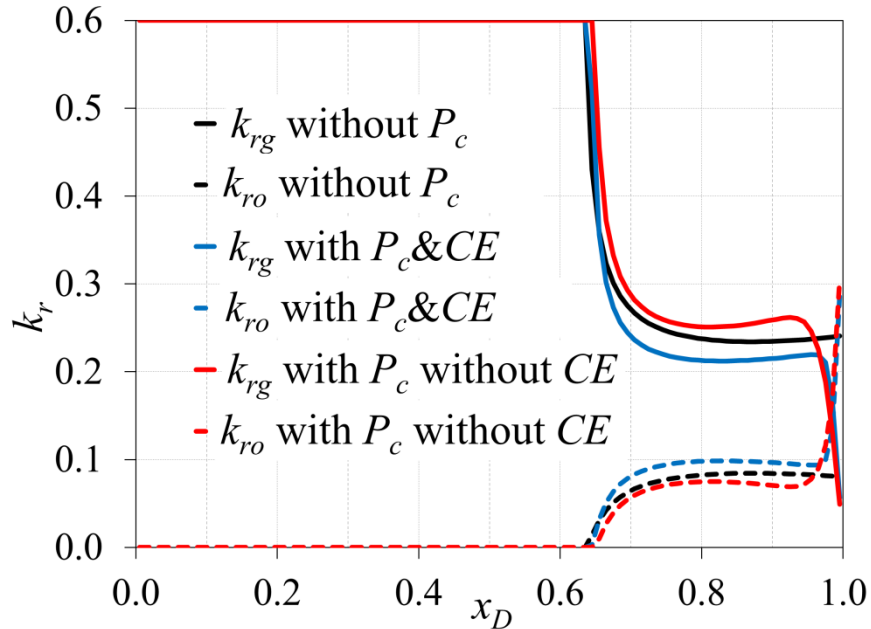 0.6
0.5
0.4
0.3
0.2
0.1
0.0
k_r
k_rg without P_c
k_ro without P_c
k_rg with P_c&CE
k_ro with P_c&CE
k_rg with P_c without CE
k_ro with P_c without CE
0.0 0.2 0.4 0.6 0.8 1.0
x_D